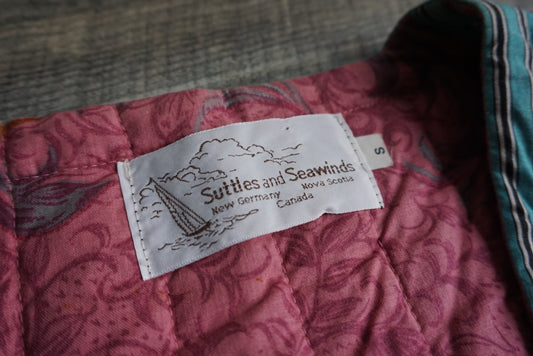 Suttles and Seawinds
New Germany Nova Scotia
Canada
S